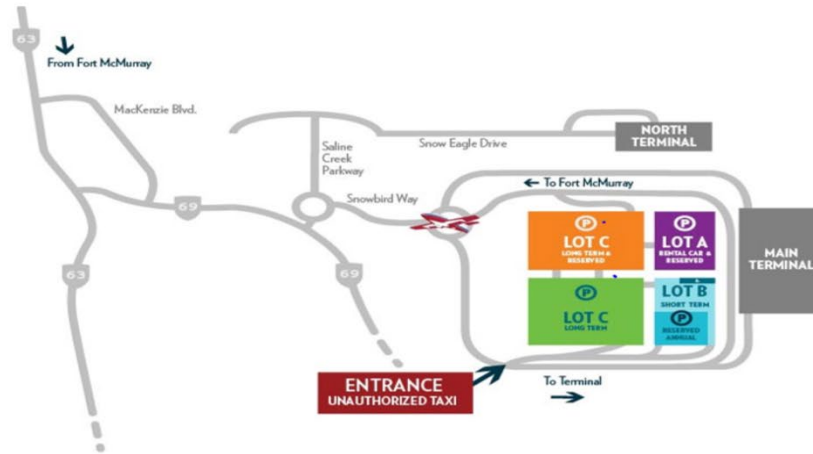 63
From Fort McMurray
MacKenzie Blvd.
Saline
Creek
Parkway
Snow Eagle Drive
NORTH
TERMINAL
Snowbird Way
To Fort McMurray
69
63
69
P
LOT C
LONG TERM &
RESERVED
P
LOT A
RENTAL CAR &
RESERVED
MAIN
TERMINAL
P
LOT C
LONG TERM
LOT B
SHORT TERM
P
RESERVED
ANNUAL
ENTRANCE
UNAUTHORIZED TAXI
To Terminal